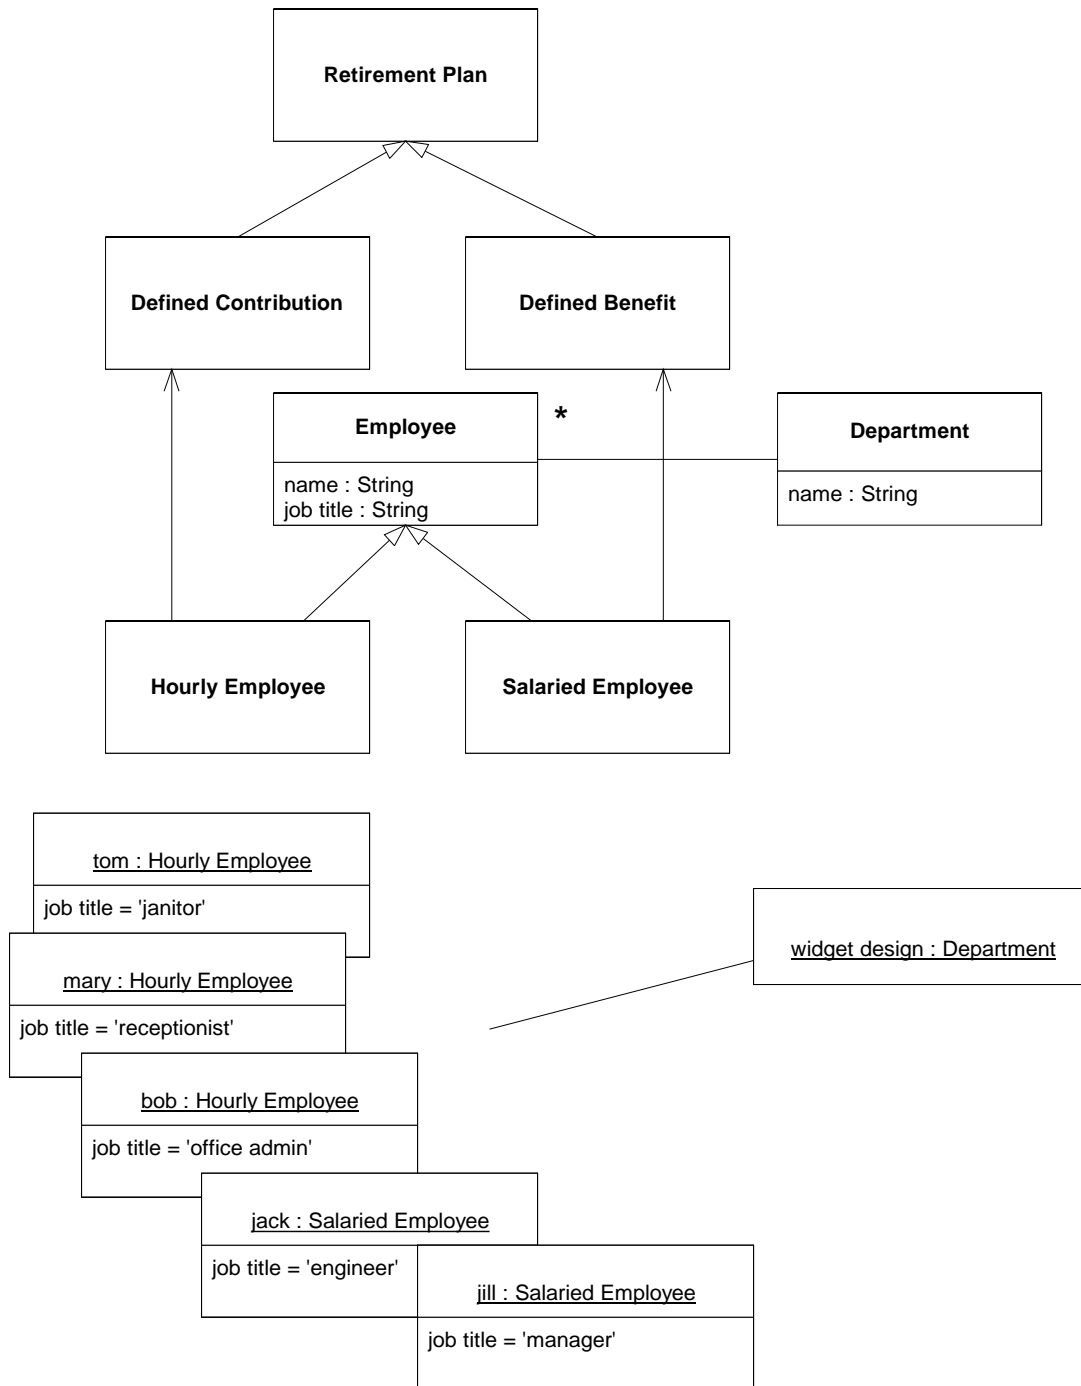 Retirement Plan
Defined Contribution
Defined Benefit
Employee
*
Department
name : String
job title : String
name : String
Hourly Employee
Salaried Employee
tom : Hourly Employee
job title = 'janitor'
widget design : Department
mary : Hourly Employee
job title = 'receptionist'
bob : Hourly Employee
job title = 'office admin'
jack : Salaried Employee
job title = 'engineer'
jill : Salaried Employee
job title = 'manager'